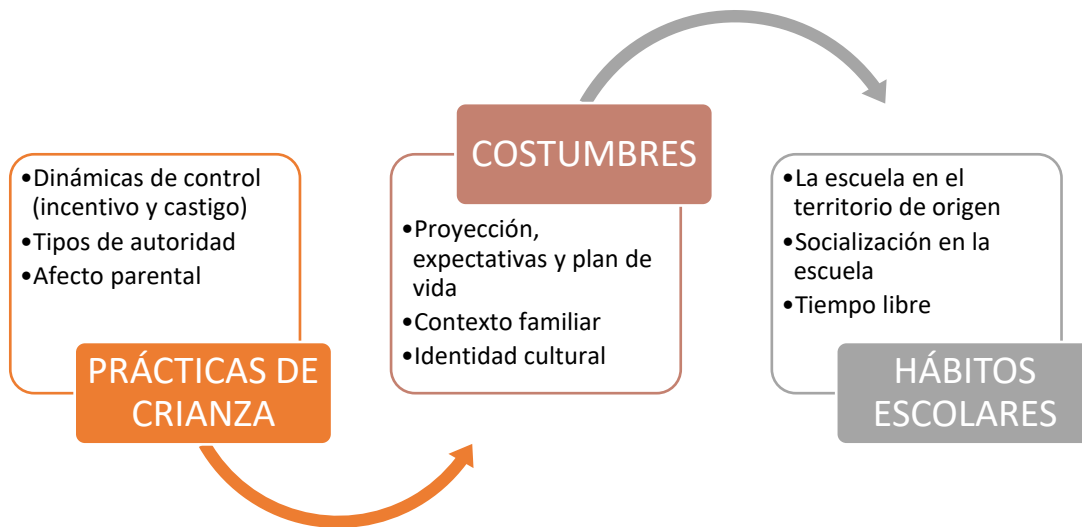 •Dinámicas de control
(incentivo y castigo)
•Tipos de autoridad
•Afecto parental
PRÁCTICAS DE
CRIANZA
COSTUMBRES
•Proyección,
expectativas y plan de
vida
•Contexto familiar
•Identidad cultural
•La escuela en el
territorio de origen
•Socialización en la
escuela
•Tiempo libre
HÁBITOS
ESCOLARES